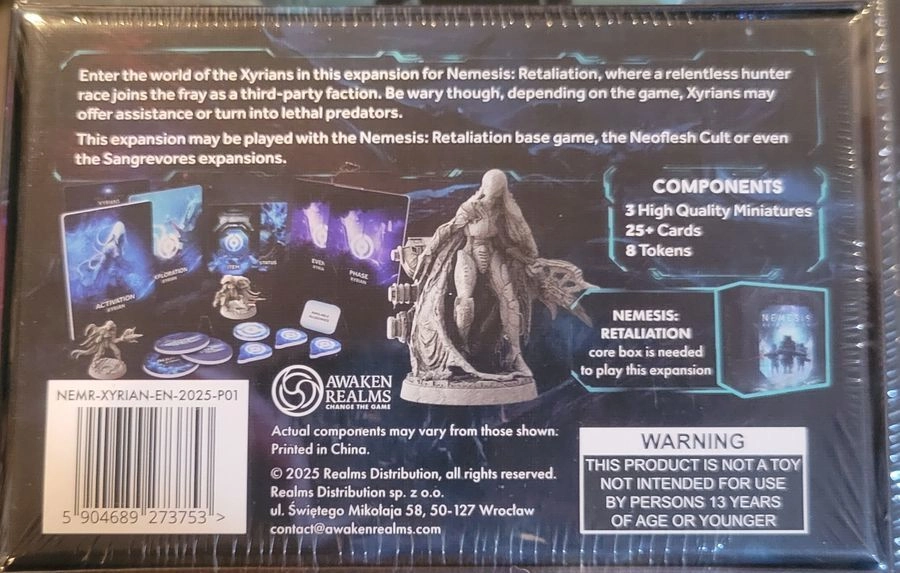 Enter the world of the Xyrians in this expansion for Nemesis: Retaliation, where a relentless hunter
race joins the fray as a third-party faction. Be wary though, depending on the game, Xyrians may
offer assistance or turn into lethal predators.
This expansion may be played with the Nemesis: Retaliation base game, the Neoflesh Cult or even
the Sangrevores expansions.
COMPONENTS
3 High Quality Miniatures
25+ Cards
8 Tokens
ACTIVATION
XYRIAN
XPLORATION
ITEM
STATUS
PHASE
XYRIAN
NEMESIS:
RETALIATION
core box is needed
to play this expansion
NEMESIS
NEMR-XYRIAN-EN-2025-P01
5 904689 273753 >
AWAKEN
REALMS
CHANGE THE GAME
Actual components may vary from those shown.
Printed in China.
© 2025 Realms Distribution, all rights reserved.
Realms Distribution sp. z o.o.
ul. Świętego Mikołaja 58, 50-127 Wrocław
contact@awakenrealms.com
WARNING
THIS PRODUCT IS NOT A TOY
NOT INTENDED FOR USE
BY PERSONS 13 YEARS
OF AGE OR YOUNGER